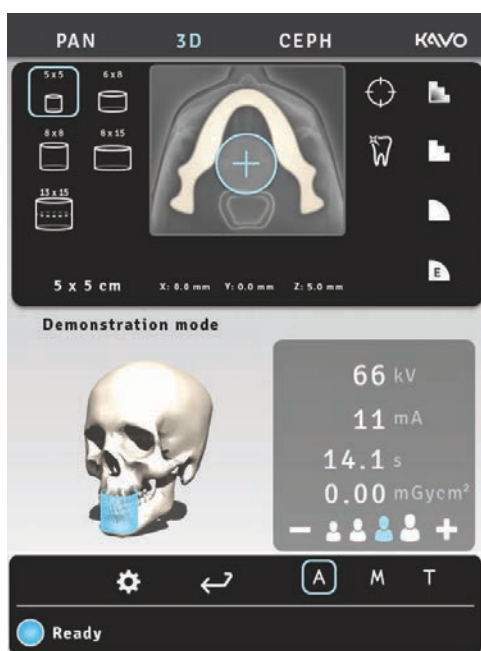 PAN 3D CEPH KAVO
5x5 6x8
8x8 8x15
13x15
E
5 x 5 cm X: 0.0 mm Y: 0.0 mm Z: 5.0 mm
Demonstration mode
66 kV
11 mA
14.1 s
0.00 mGycm²
A M T
Ready